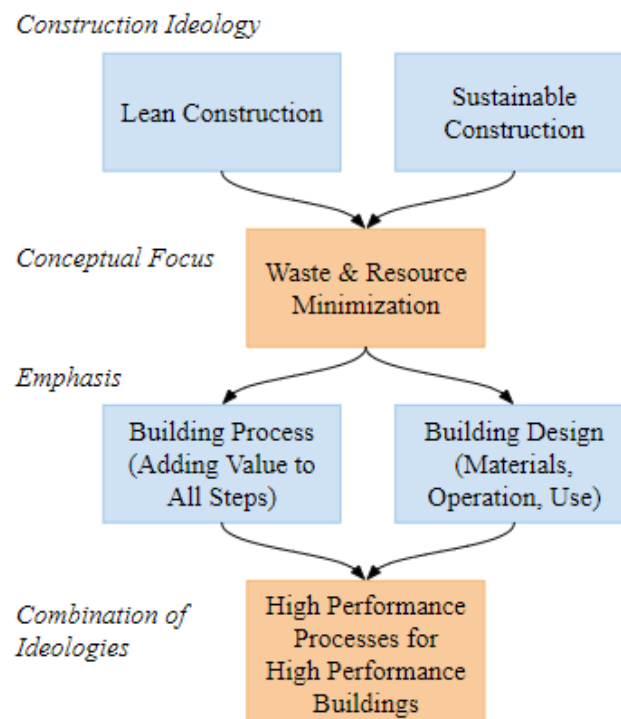 Construction Ideology
Lean Construction
Sustainable
Construction
Conceptual Focus
Waste & Resource
Minimization
Emphasis
Building Process
(Adding Value to
All Steps)
Building Design
(Materials,
Operation, Use)
Combination of
Ideologies
High Performance
Processes for
High Performance
Buildings